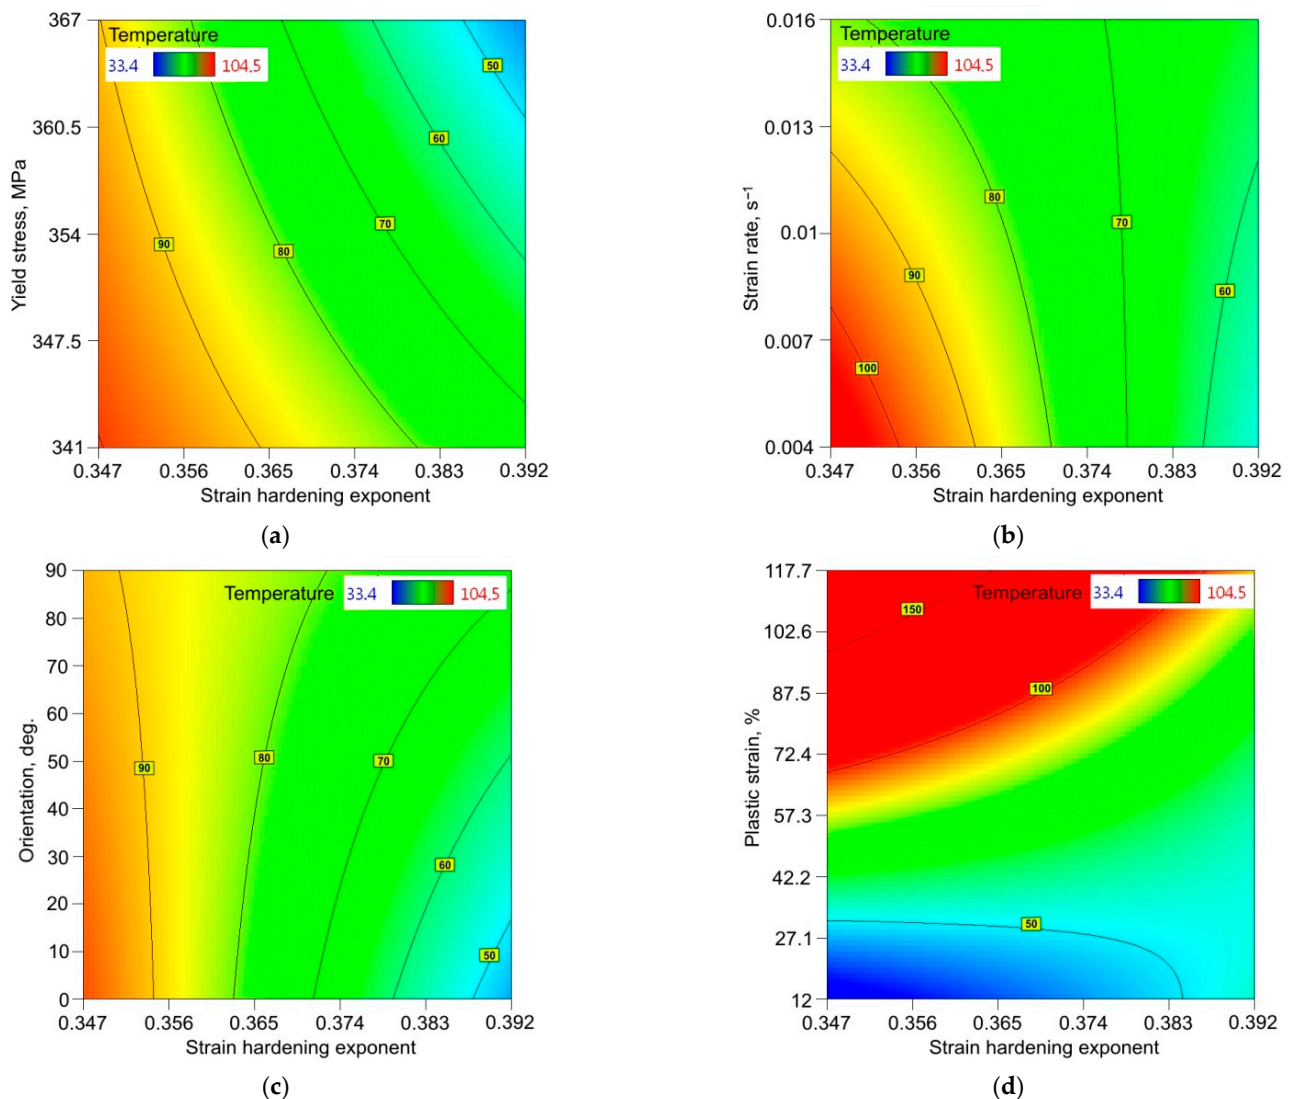 367
360.5
354
347.5
341
Yield stress, MPa
Temperature
33.4 104.5
50
60
70
80
90
0.347 0.356 0.365 0.374 0.383 0.392
Strain hardening exponent
(a)
0.016
0.013
0.01
0.007
0.004
Strain rate, s⁻¹
Temperature
33.4 104.5
80
70
90
60
100
0.347 0.356 0.365 0.374 0.383 0.392
Strain hardening exponent
(b)
90
80
70
60
50
40
30
20
10
0
Orientation, deg.
Temperature 33.4 104.5
90
80
70
60
50
0.347 0.356 0.365 0.374 0.383 0.392
Strain hardening exponent
(c)
117.7
102.6
87.5
72.4
57.3
42.2
27.1
12
Plastic strain, %
Temperature 33.4 104.5
150
100
50
0.347 0.356 0.365 0.374 0.383 0.392
Strain hardening exponent
(d)